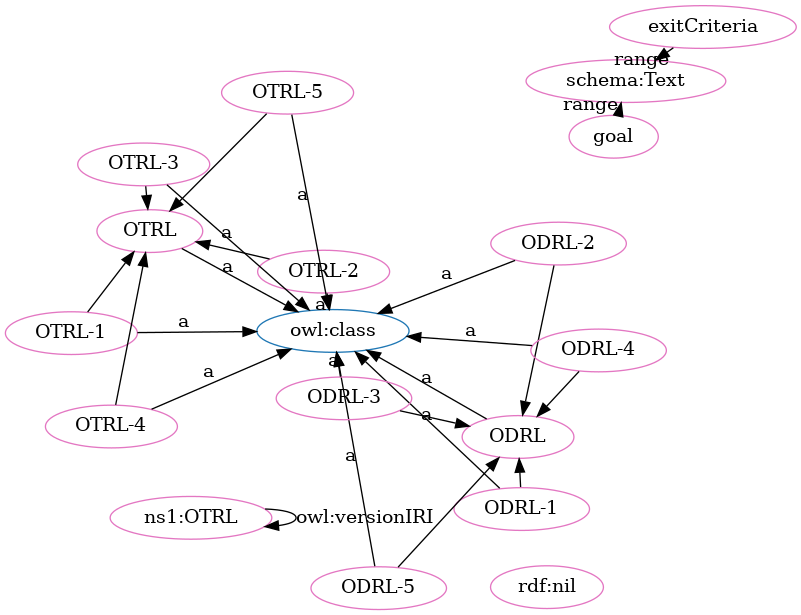 exitCriteria
range
schema:Text
OTRL-5
range
goal
OTRL-3
a
OTRL
a
ODRL-2
a
OTRL-2
a
a
OTRL-1
a
a
owl:class
a
ODRL-4
a
a
a
ODRL-3
a
OTRL-4
ODRL
a
ns1:OTRL
owl:versionIRI
ODRL-1
ODRL-5
rdf:nil